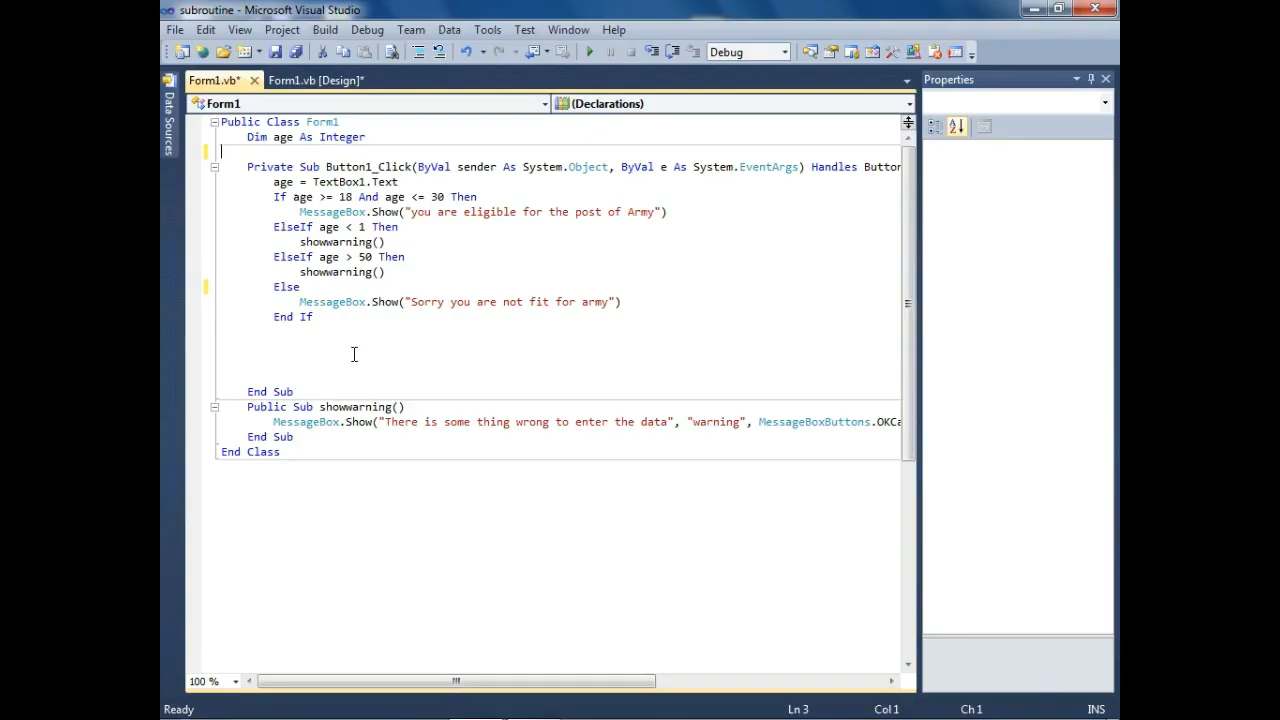 subroutine - Microsoft Visual Studio
File Edit View Project Build Debug Team Data Tools Test Window Help
Debug
Form1.vb* Form1.vb [Design]*
Properties
Data Sources
Form1 (Declarations)
Public Class Form1
Dim age As Integer
Private Sub Button1_Click(ByVal sender As System.Object, ByVal e As System.EventArgs) Handles Button
age = TextBox1.Text
If age >= 18 And age <= 30 Then
MessageBox.Show("you are eligible for the post of Army")
ElseIf age < 1 Then
showwarning()
ElseIf age > 50 Then
showwarning()
Else
MessageBox.Show("Sorry you are not fit for army")
End If
End Sub
Public Sub showwarning()
MessageBox.Show("There is some thing wrong to enter the data", "warning", MessageBoxButtons.OKCa
End Sub
End Class
100 %
Ready Ln 3 Col 1 Ch 1 INS